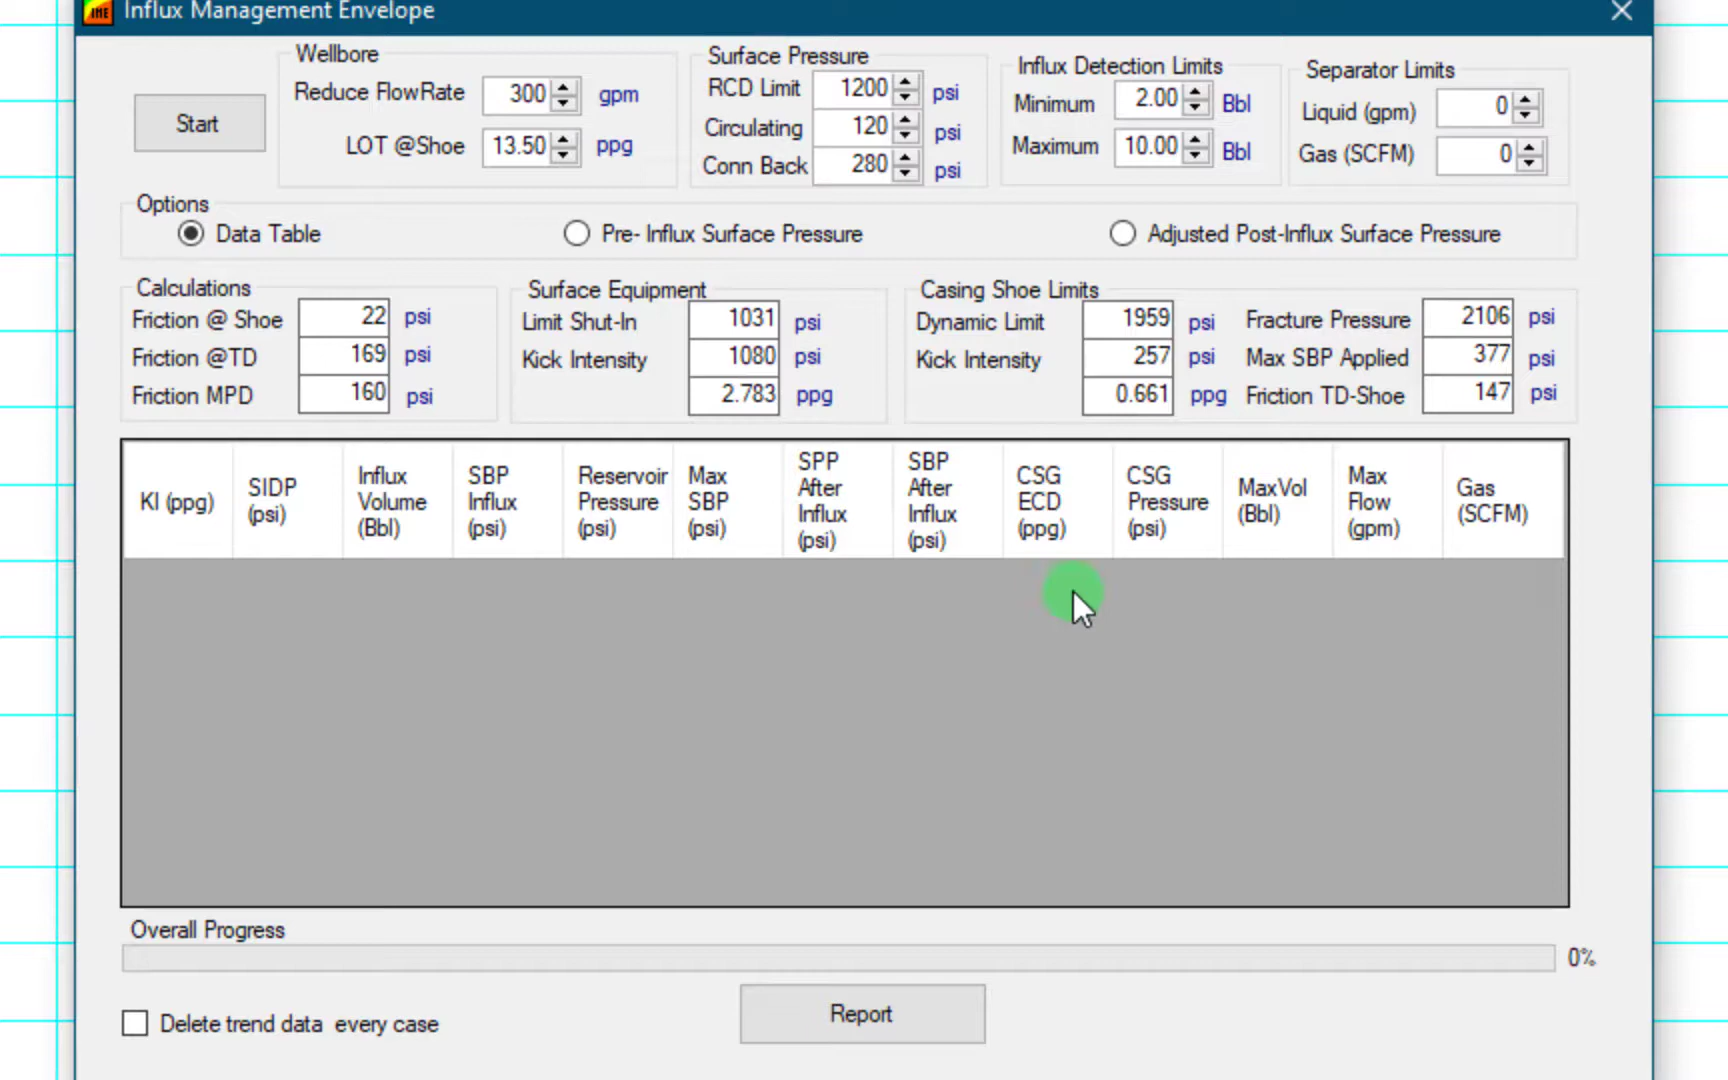 IME Influx Management Envelope
Start
Wellbore
Reduce FlowRate 300 gpm
LOT @Shoe 13.50 ppg
Surface Pressure
RCD Limit 1200 psi
Circulating 120 psi
Conn Back 280 psi
Influx Detection Limits
Minimum 2.00 Bbl
Maximum 10.00 Bbl
Separator Limits
Liquid (gpm) 0
Gas (SCFM) 0
Options
Data Table Pre- Influx Surface Pressure Adjusted Post-Influx Surface Pressure
Calculations
Friction @ Shoe 22 psi
Friction @TD 169 psi
Friction MPD 160 psi
Surface Equipment
Limit Shut-In 1031 psi
Kick Intensity 1080 psi
2.783 ppg
Casing Shoe Limits
Dynamic Limit 1959 psi Fracture Pressure 2106 psi
Kick Intensity 257 psi Max SBP Applied 377 psi
0.661 ppg Friction TD-Shoe 147 psi
KI (ppg)
SIDP
(psi)
Influx
Volume
(Bbl)
SBP
Influx
(psi)
Reservoir
Pressure
(psi)
Max
SBP
(psi)
SPP
After
Influx
(psi)
SBP
After
Influx
(psi)
CSG
ECD
(ppg)
CSG
Pressure
(psi)
MaxVol
(Bbl)
Max
Flow
(gpm)
Gas
(SCFM)
Overall Progress
0%
Delete trend data every case
Report